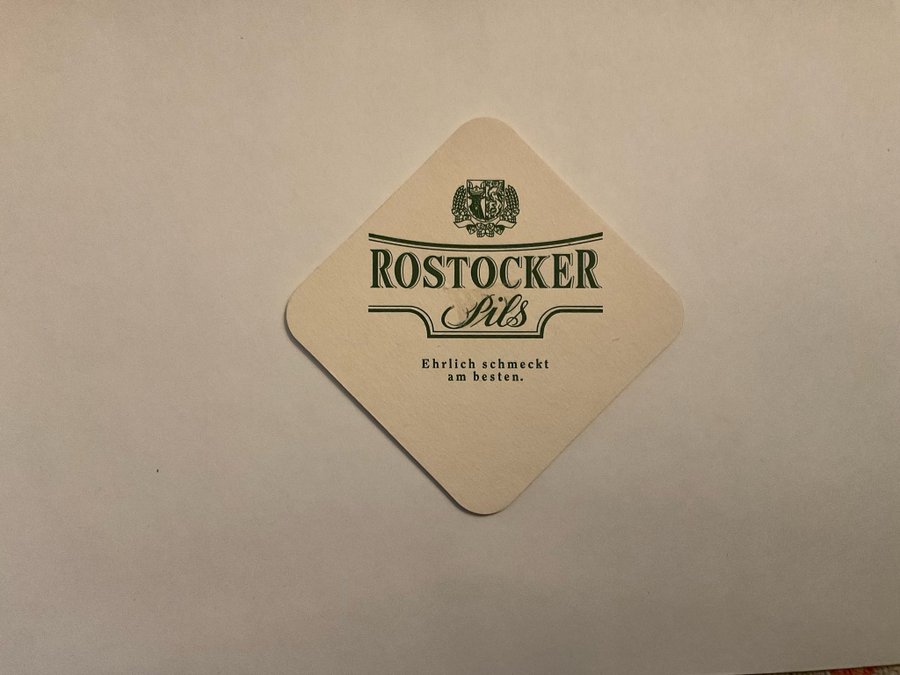 ROSTOCKER
Pils
Ehrlich schmeckt
am besten.